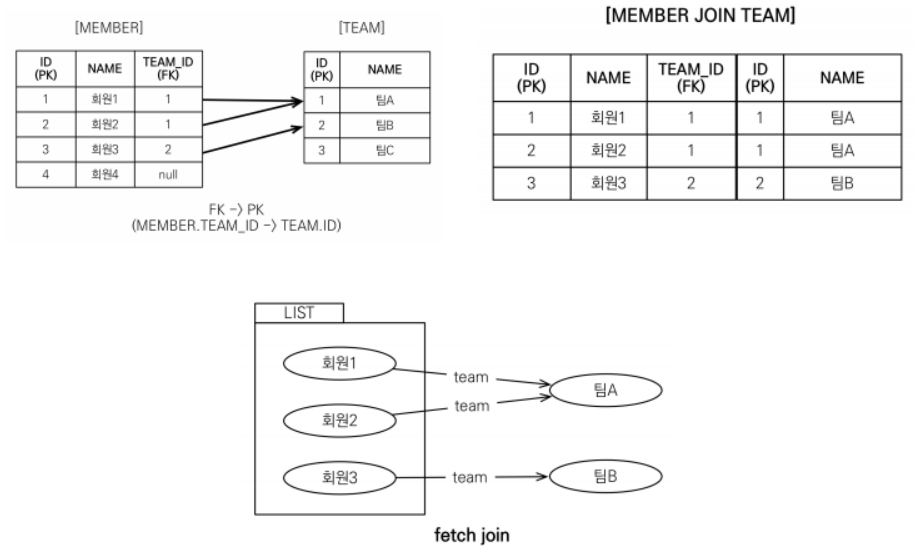 [MEMBER]
ID (PK) NAME TEAM_ID (FK)
1 회원1 1
2 회원2 1
3 회원3 2
4 회원4 null
[TEAM]
ID (PK) NAME
1 팀A
2 팀B
3 팀C
FK -> PK
(MEMBER.TEAM_ID -> TEAM.ID)
[MEMBER JOIN TEAM]
ID (PK) NAME TEAM_ID (FK) ID (PK) NAME
1 회원1 1 1 팀A
2 회원2 1 1 팀A
3 회원3 2 2 팀B
LIST
회원1 team 팀A
회원2 team
회원3 team 팀B
fetch join